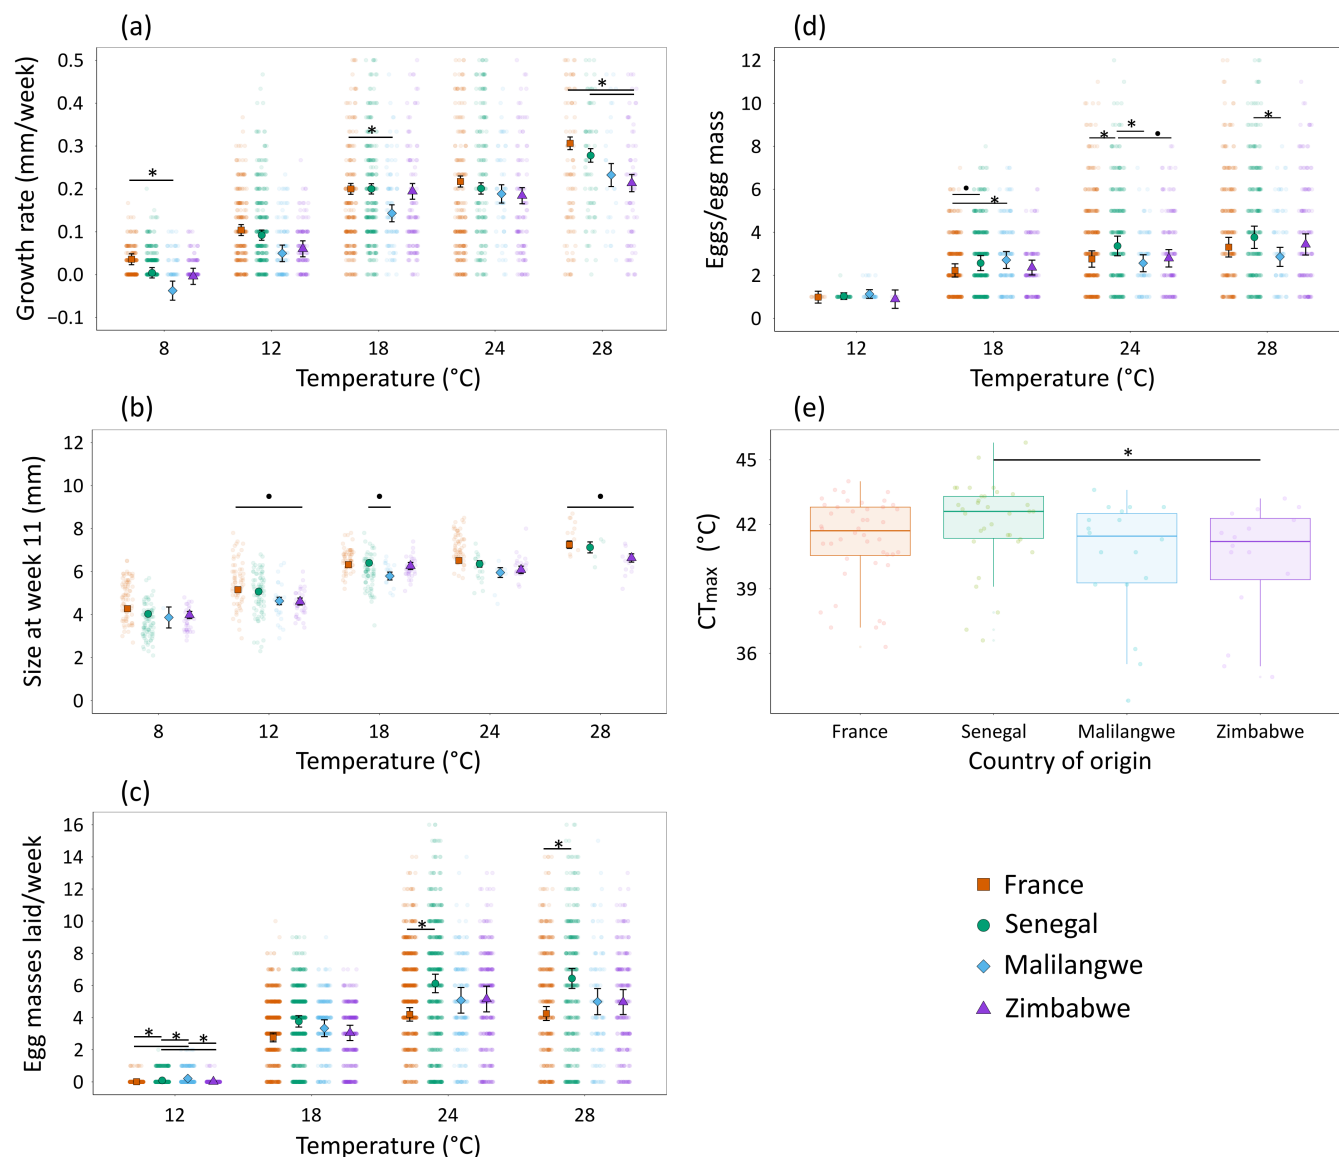 (a)
Growth rate (mm/week)
0.5
0.4
0.3
0.2
0.1
0.0
−0.1
* * *
8 12 18 24 28
Temperature (°C)
(d)
Eggs/egg mass
12
10
8
6
4
2
0
• * * * • *
12 18 24 28
Temperature (°C)
(b)
Size at week 11 (mm)
12
10
8
6
4
2
0
• • •
8 12 18 24 28
Temperature (°C)
(e)
CTmax (°C)
45
42
39
36
*
France Senegal Malilangwe Zimbabwe
Country of origin
(c)
Egg masses laid/week
16
14
12
10
8
6
4
2
0
* * * * *
12 18 24 28
Temperature (°C)
France
Senegal
Malilangwe
Zimbabwe